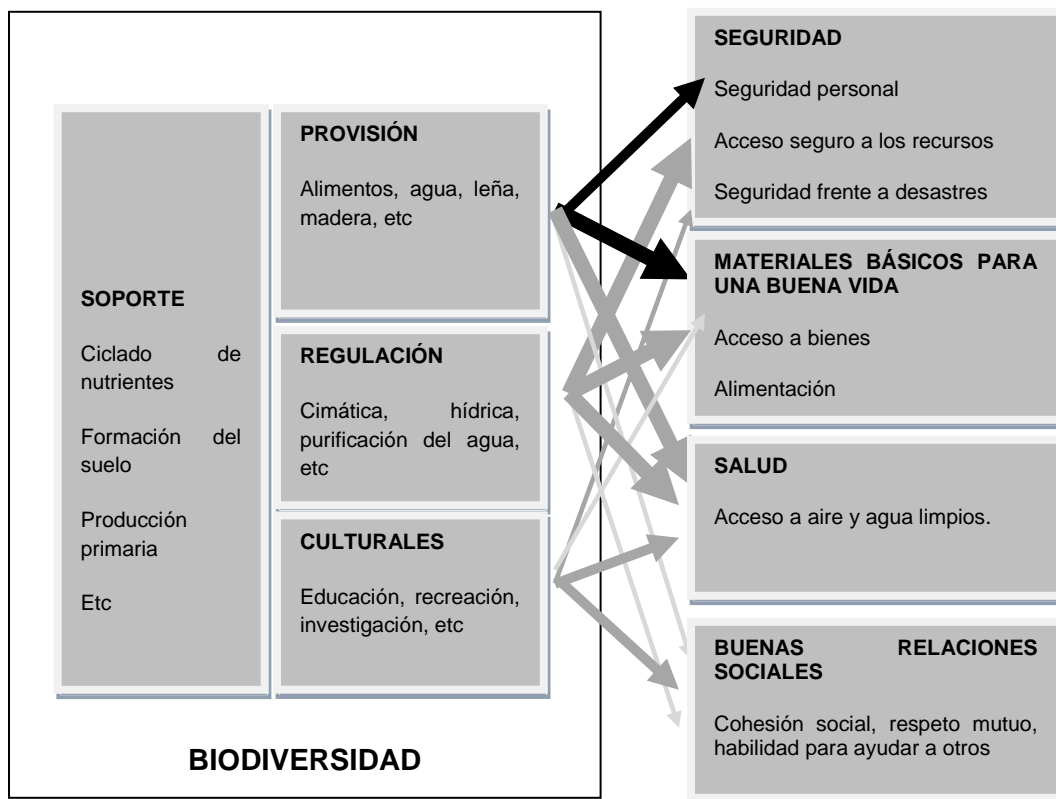 SOPORTE
Ciclado de
nutrientes
Formación del
suelo
Producción
primaria
Etc
PROVISIÓN
Alimentos, agua, leña,
madera, etc
REGULACIÓN
Cimática, hídrica,
purificación del agua,
etc
CULTURALES
Educación, recreación,
investigación, etc
BIODIVERSIDAD
SEGURIDAD
Seguridad personal
Acceso seguro a los recursos
Seguridad frente a desastres
MATERIALES BÁSICOS PARA
UNA BUENA VIDA
Acceso a bienes
Alimentación
SALUD
Acceso a aire y agua limpios.
BUENAS RELACIONES
SOCIALES
Cohesión social, respeto mutuo,
habilidad para ayudar a otros